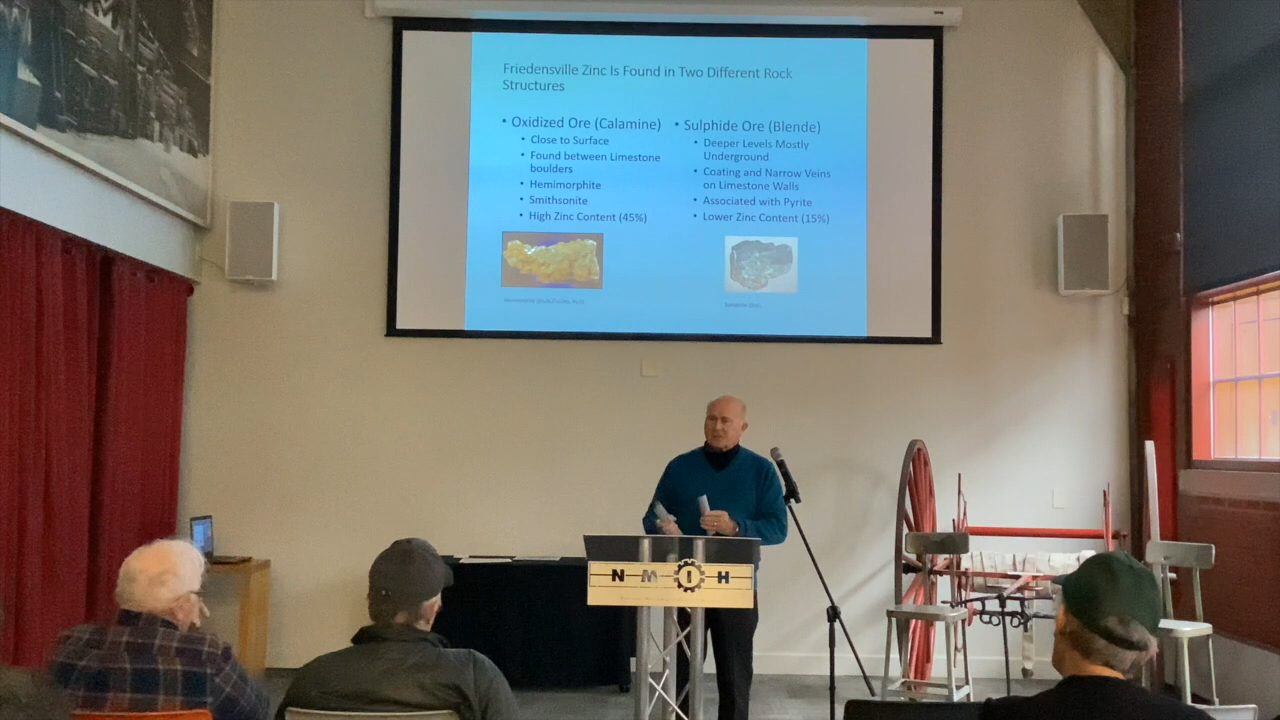 Friedensville Zinc Is Found in Two Different Rock
Structures
• Oxidized Ore (Calamine)
• Close to Surface
• Found between Limestone
boulders
• Hemimorphite
• Smithsonite
• High Zinc Content (45%)
• Sulphide Ore (Blende)
• Deeper Levels Mostly
Underground
• Coating and Narrow Veins
on Limestone Walls
• Associated with Pyrite
• Lower Zinc Content (15%)
N M I H